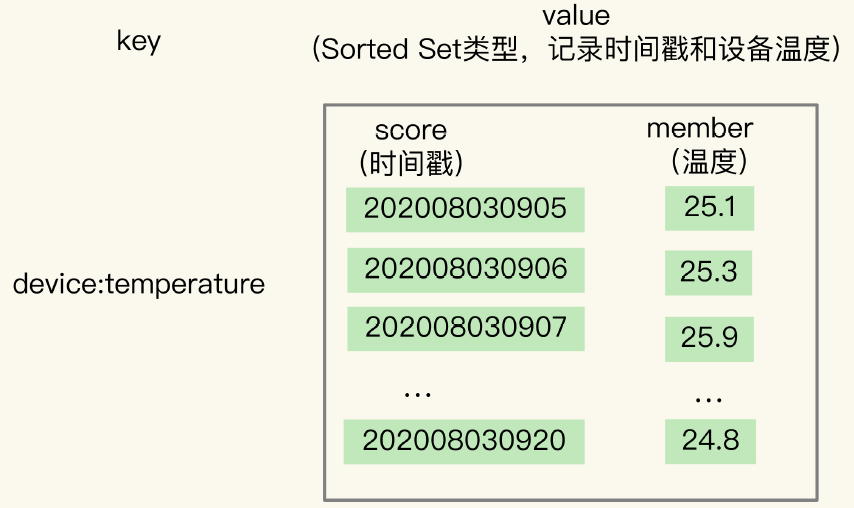 key
value
（Sorted Set类型，记录时间戳和设备温度）
score
（时间戳）
member
（温度）
202008030905 25.1
202008030906 25.3
device:temperature
202008030907 25.9
... ...
202008030920 24.8